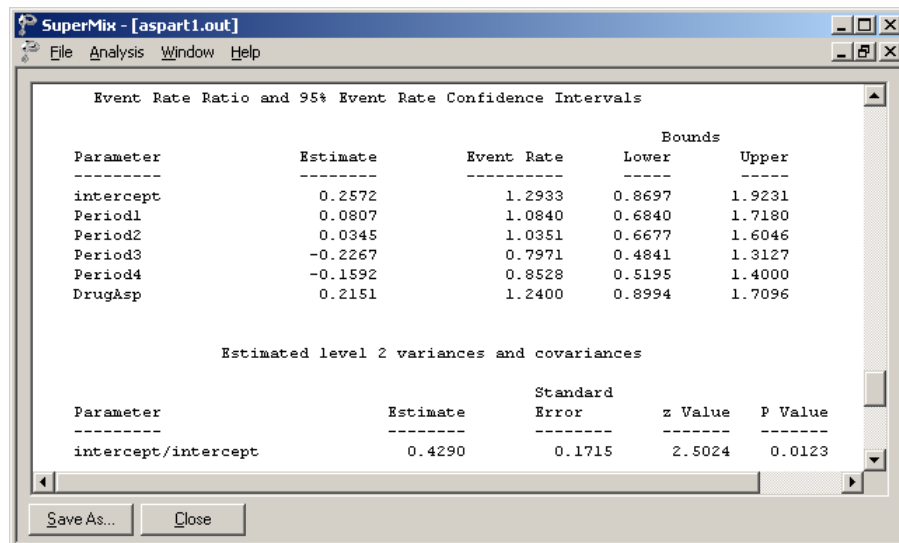 SuperMix - [aspart1.out]
File Analysis Window Help
Event Rate Ratio and 95% Event Rate Confidence Intervals
Bounds
Parameter Estimate Event Rate Lower Upper
--------- -------- ---------- ----- -----
intercept 0.2572 1.2933 0.8697 1.9231
Period1 0.0807 1.0840 0.6840 1.7180
Period2 0.0345 1.0351 0.6677 1.6046
Period3 -0.2267 0.7971 0.4841 1.3127
Period4 -0.1592 0.8528 0.5195 1.4000
DrugAsp 0.2151 1.2400 0.8994 1.7096
Estimated level 2 variances and covariances
Standard
Parameter Estimate Error z Value P Value
--------- -------- -------- ------- -------
intercept/intercept 0.4290 0.1715 2.5024 0.0123
Save As... Close